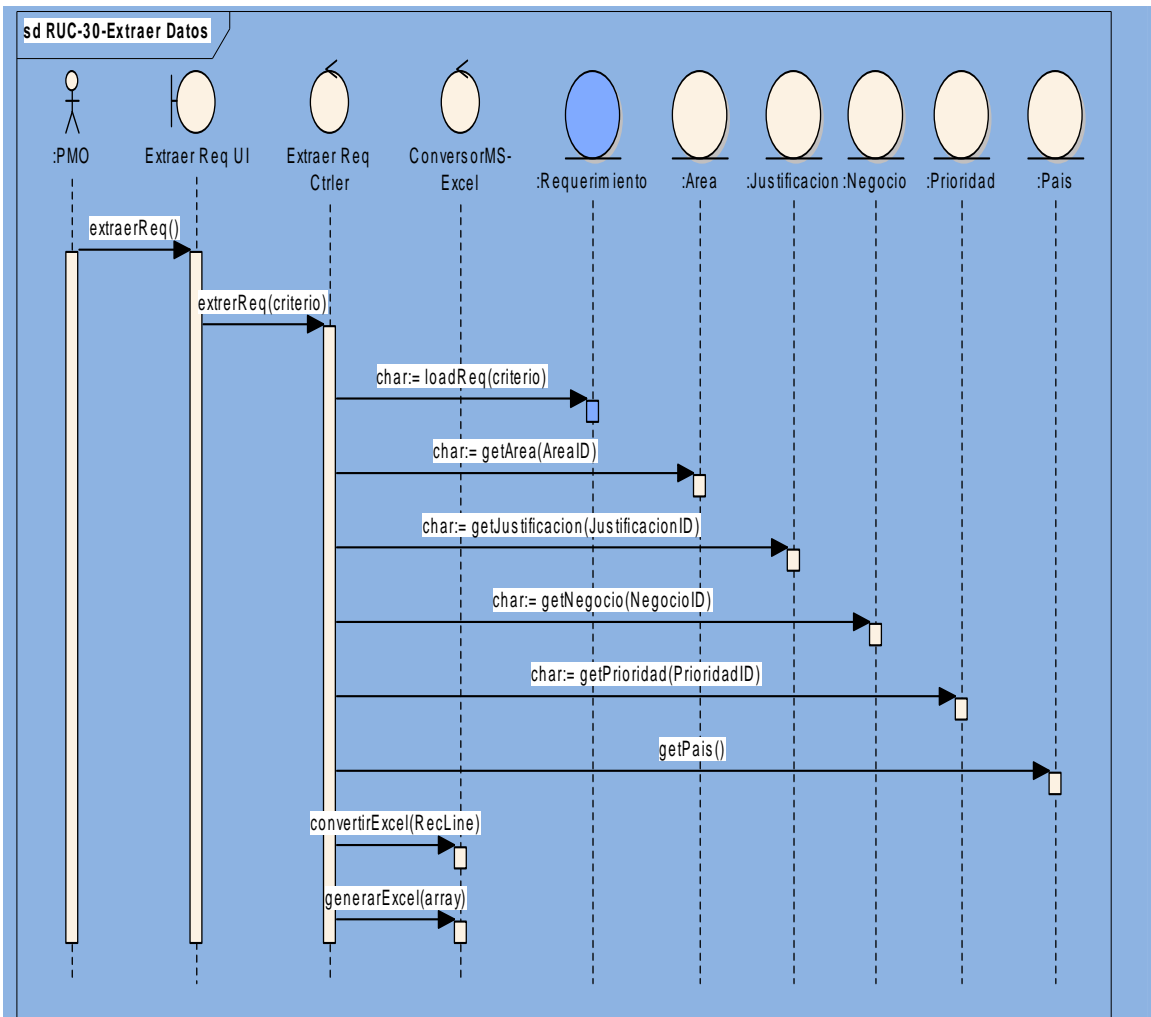 sd RUC-30-Extraer Datos
:PMO
Extraer Req UI
Extraer Req
Ctrler
ConversorMS-
Excel
:Requerimiento
:Area
:Justificacion
:Negocio
:Prioridad
:Pais
extraerReq()
extrerReq(criterio)
char:= loadReq(criterio)
char:= getArea(AreaID)
char:= getJustificacion(JustificacionID)
char:= getNegocio(NegocioID)
char:= getPrioridad(PrioridadID)
getPais()
convertirExcel(RecLine)
generarExcel(array)